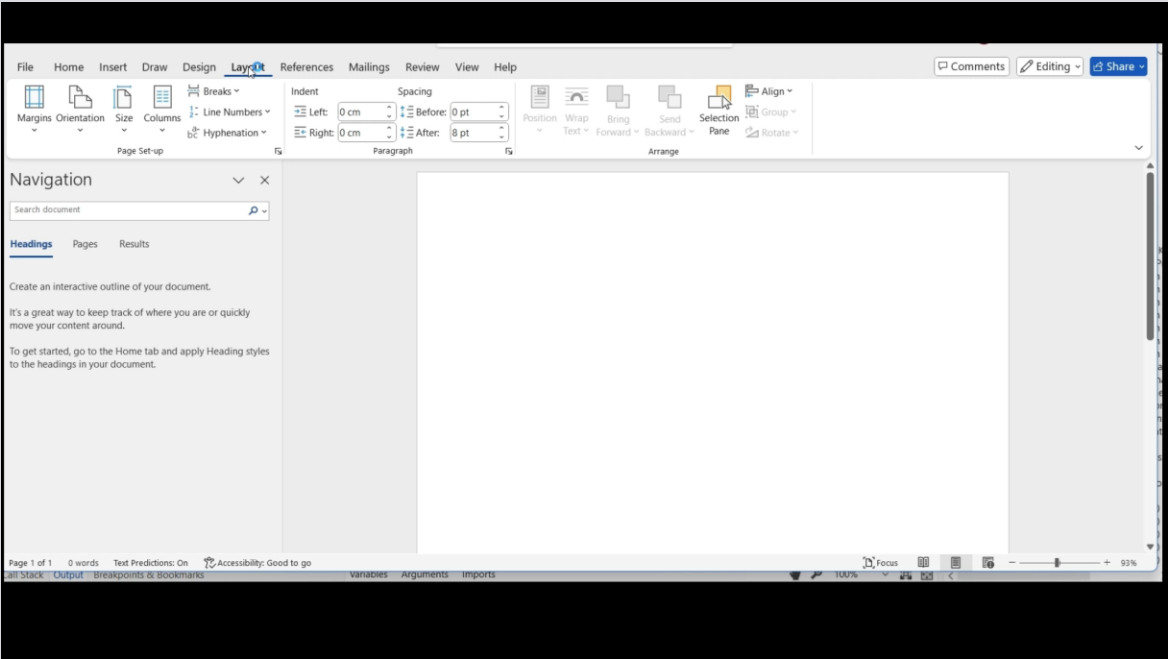 File Home Insert Draw Design Layout References Mailings Review View Help Comments Editing Share
Breaks Indent Spacing Align
Line Numbers Left: 0 cm Before: 0 pt Group
Margins Orientation Size Columns Position Wrap Text Bring Forward Send Backward Selection Pane
Hyphenation Right: 0 cm After: 8 pt Rotate
Page Set-up Paragraph Arrange
Navigation
Search document
Headings Pages Results
Create an interactive outline of your document.
It's a great way to keep track of where you are or quickly
move your content around.
To get started, go to the Home tab and apply Heading styles
to the headings in your document.
Page 1 of 1 0 words Text Predictions: On Accessibility: Good to go Focus 93%
Call Stack Output Breakpoints & Bookmarks Variables Arguments Imports 100%